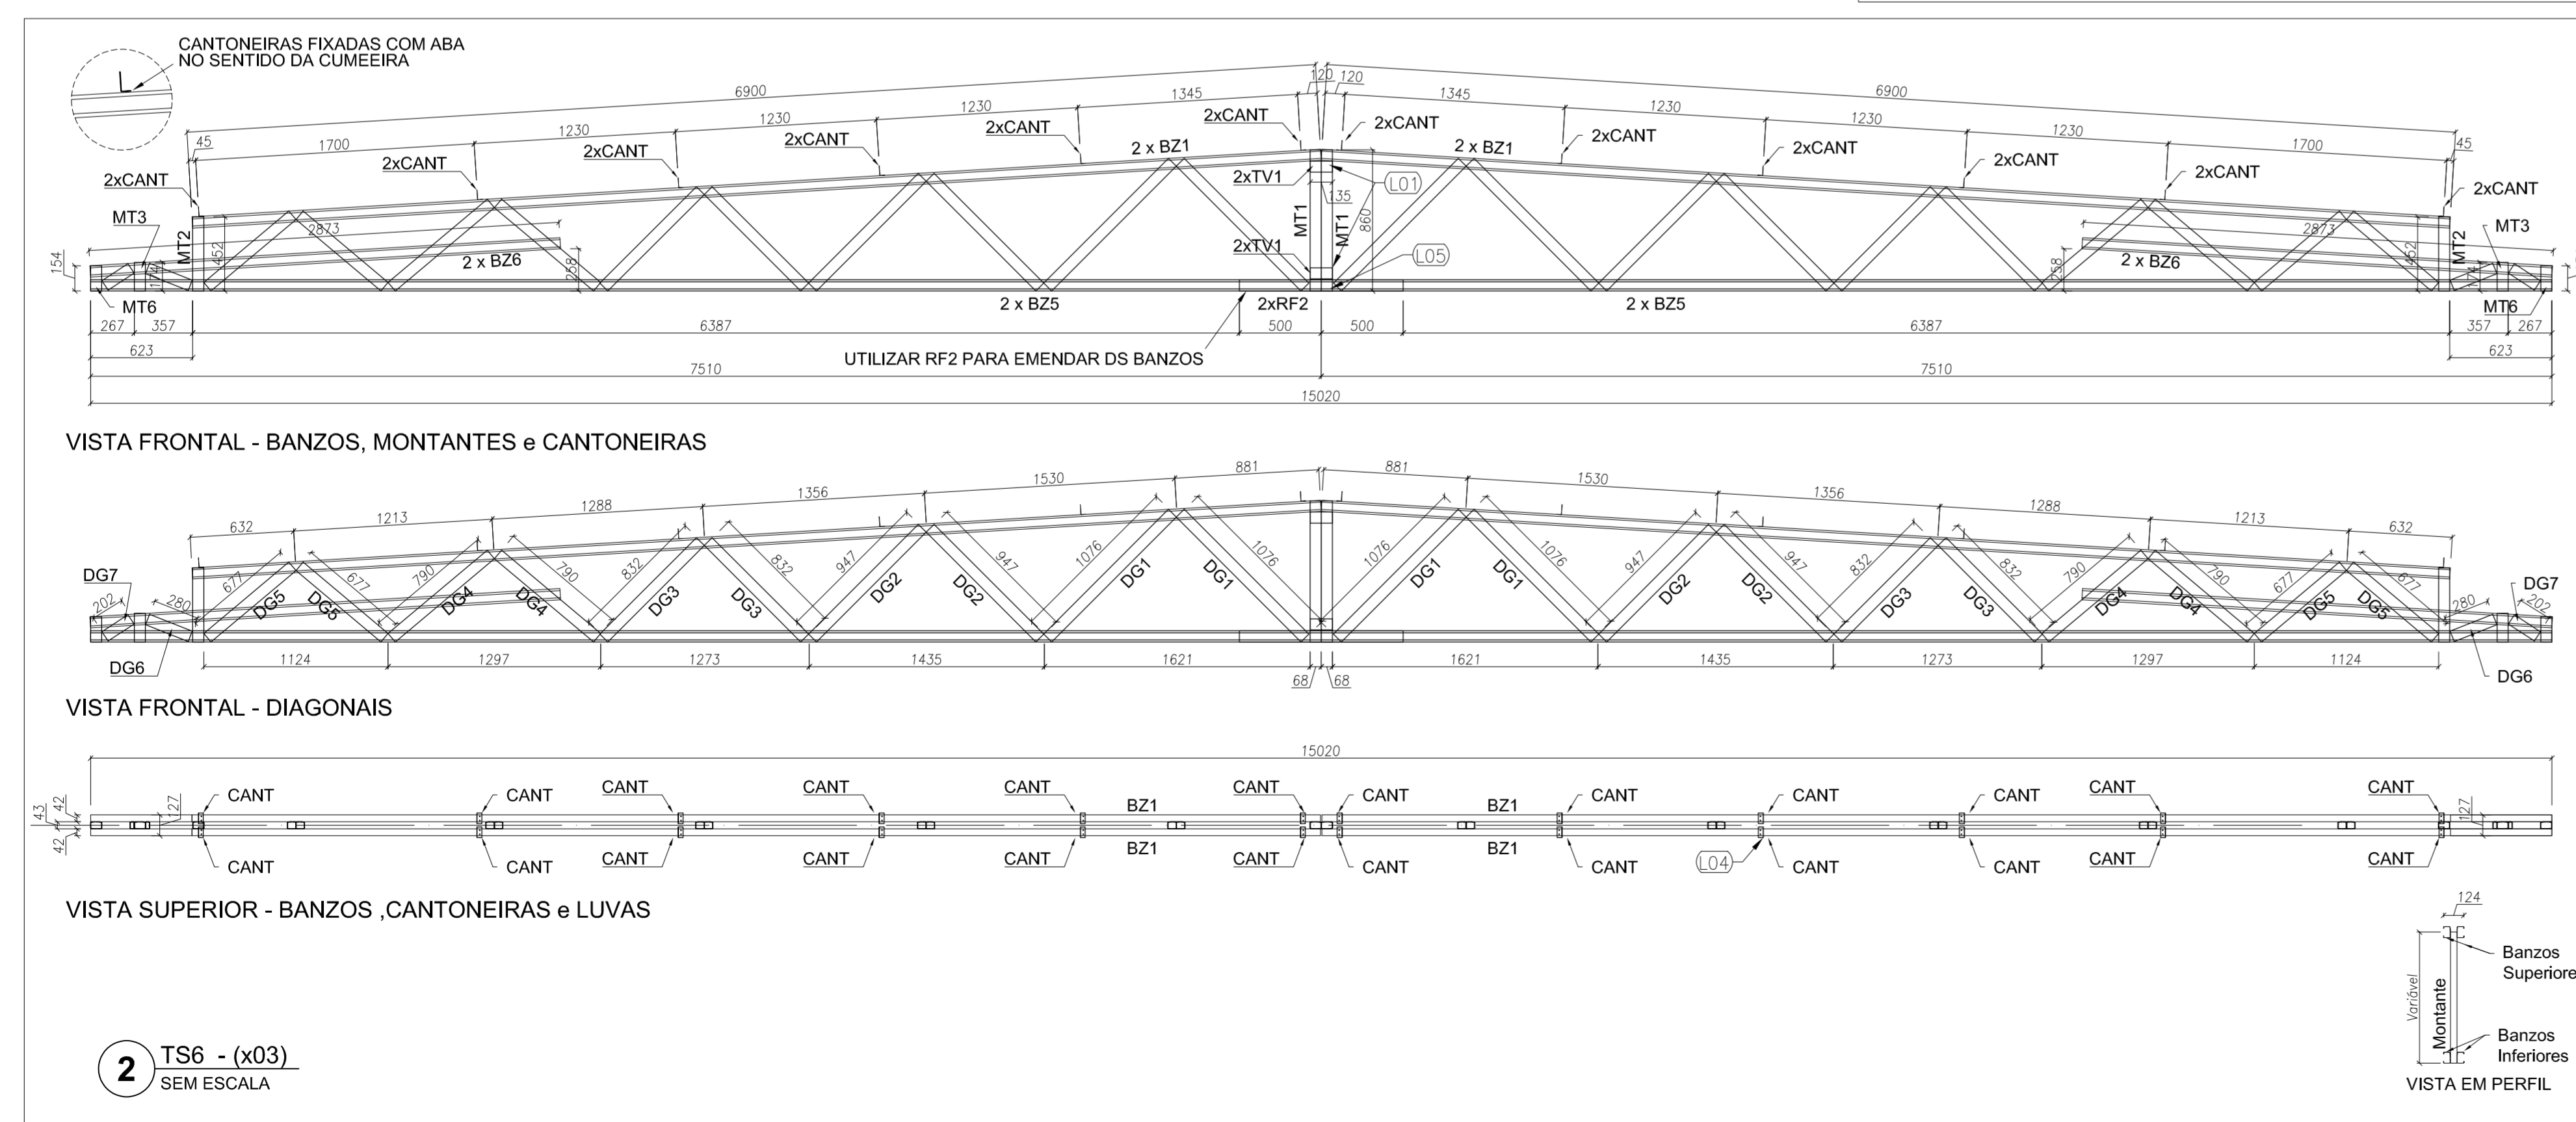 CANTONEIRAS FIXADAS COM ABA
NO SENTIDO DA CUMEEIRA
L
6900
120
120
6900
45
1700
1230
1230
1230
1345
1345
1230
1230
1230
1700
45
2xCANT
2xCANT
2xCANT
2xCANT
2xCANT
2xCANT
2xCANT
2xCANT
2xCANT
2xCANT
2xCANT
2xCANT
2 x BZ1
2 x BZ1
2xTV1
L01
135
MT3
MT2
452
2873
MT1
MT1
860
2873
452
MT2
MT3
154
174
2 x BZ6
258
2xTV1
L05
258
2 x BZ6
174
MT6
2 x BZ5
2xRF2
2 x BZ5
MT6
267
357
6387
500
500
6387
357
267
623
UTILIZAR RF2 PARA EMENDAR DS BANZOS
623
7510
7510
15020
VISTA FRONTAL - BANZOS, MONTANTES e CANTONEIRAS
632
1213
1288
1356
1530
881
881
1530
1356
1288
1213
632
DG7
202
280
677
677
790
790
832
832
947
947
1076
1076
1076
1076
947
947
832
832
790
790
677
677
280
202
DG7
DG5
DG5
DG4
DG4
DG3
DG3
DG2
DG2
DG1
DG1
DG1
DG1
DG2
DG2
DG3
DG3
DG4
DG4
DG5
DG5
DG6
1124
1297
1273
1435
1621
1621
1435
1273
1297
1124
DG6
68
68
VISTA FRONTAL - DIAGONAIS
15020
43
42
42
127
CANT
CANT
CANT
CANT
CANT
BZ1
CANT
CANT
BZ1
CANT
CANT
CANT
CANT
CANT
127
CANT
CANT
CANT
CANT
CANT
BZ1
CANT
CANT
BZ1
CANT
L04
CANT
CANT
CANT
CANT
VISTA SUPERIOR - BANZOS ,CANTONEIRAS e LUVAS
124
Variável
Montante
Banzos
Superiore
Banzos
Inferiores
VISTA EM PERFIL
2
TS6 - (x03)
SEM ESCALA